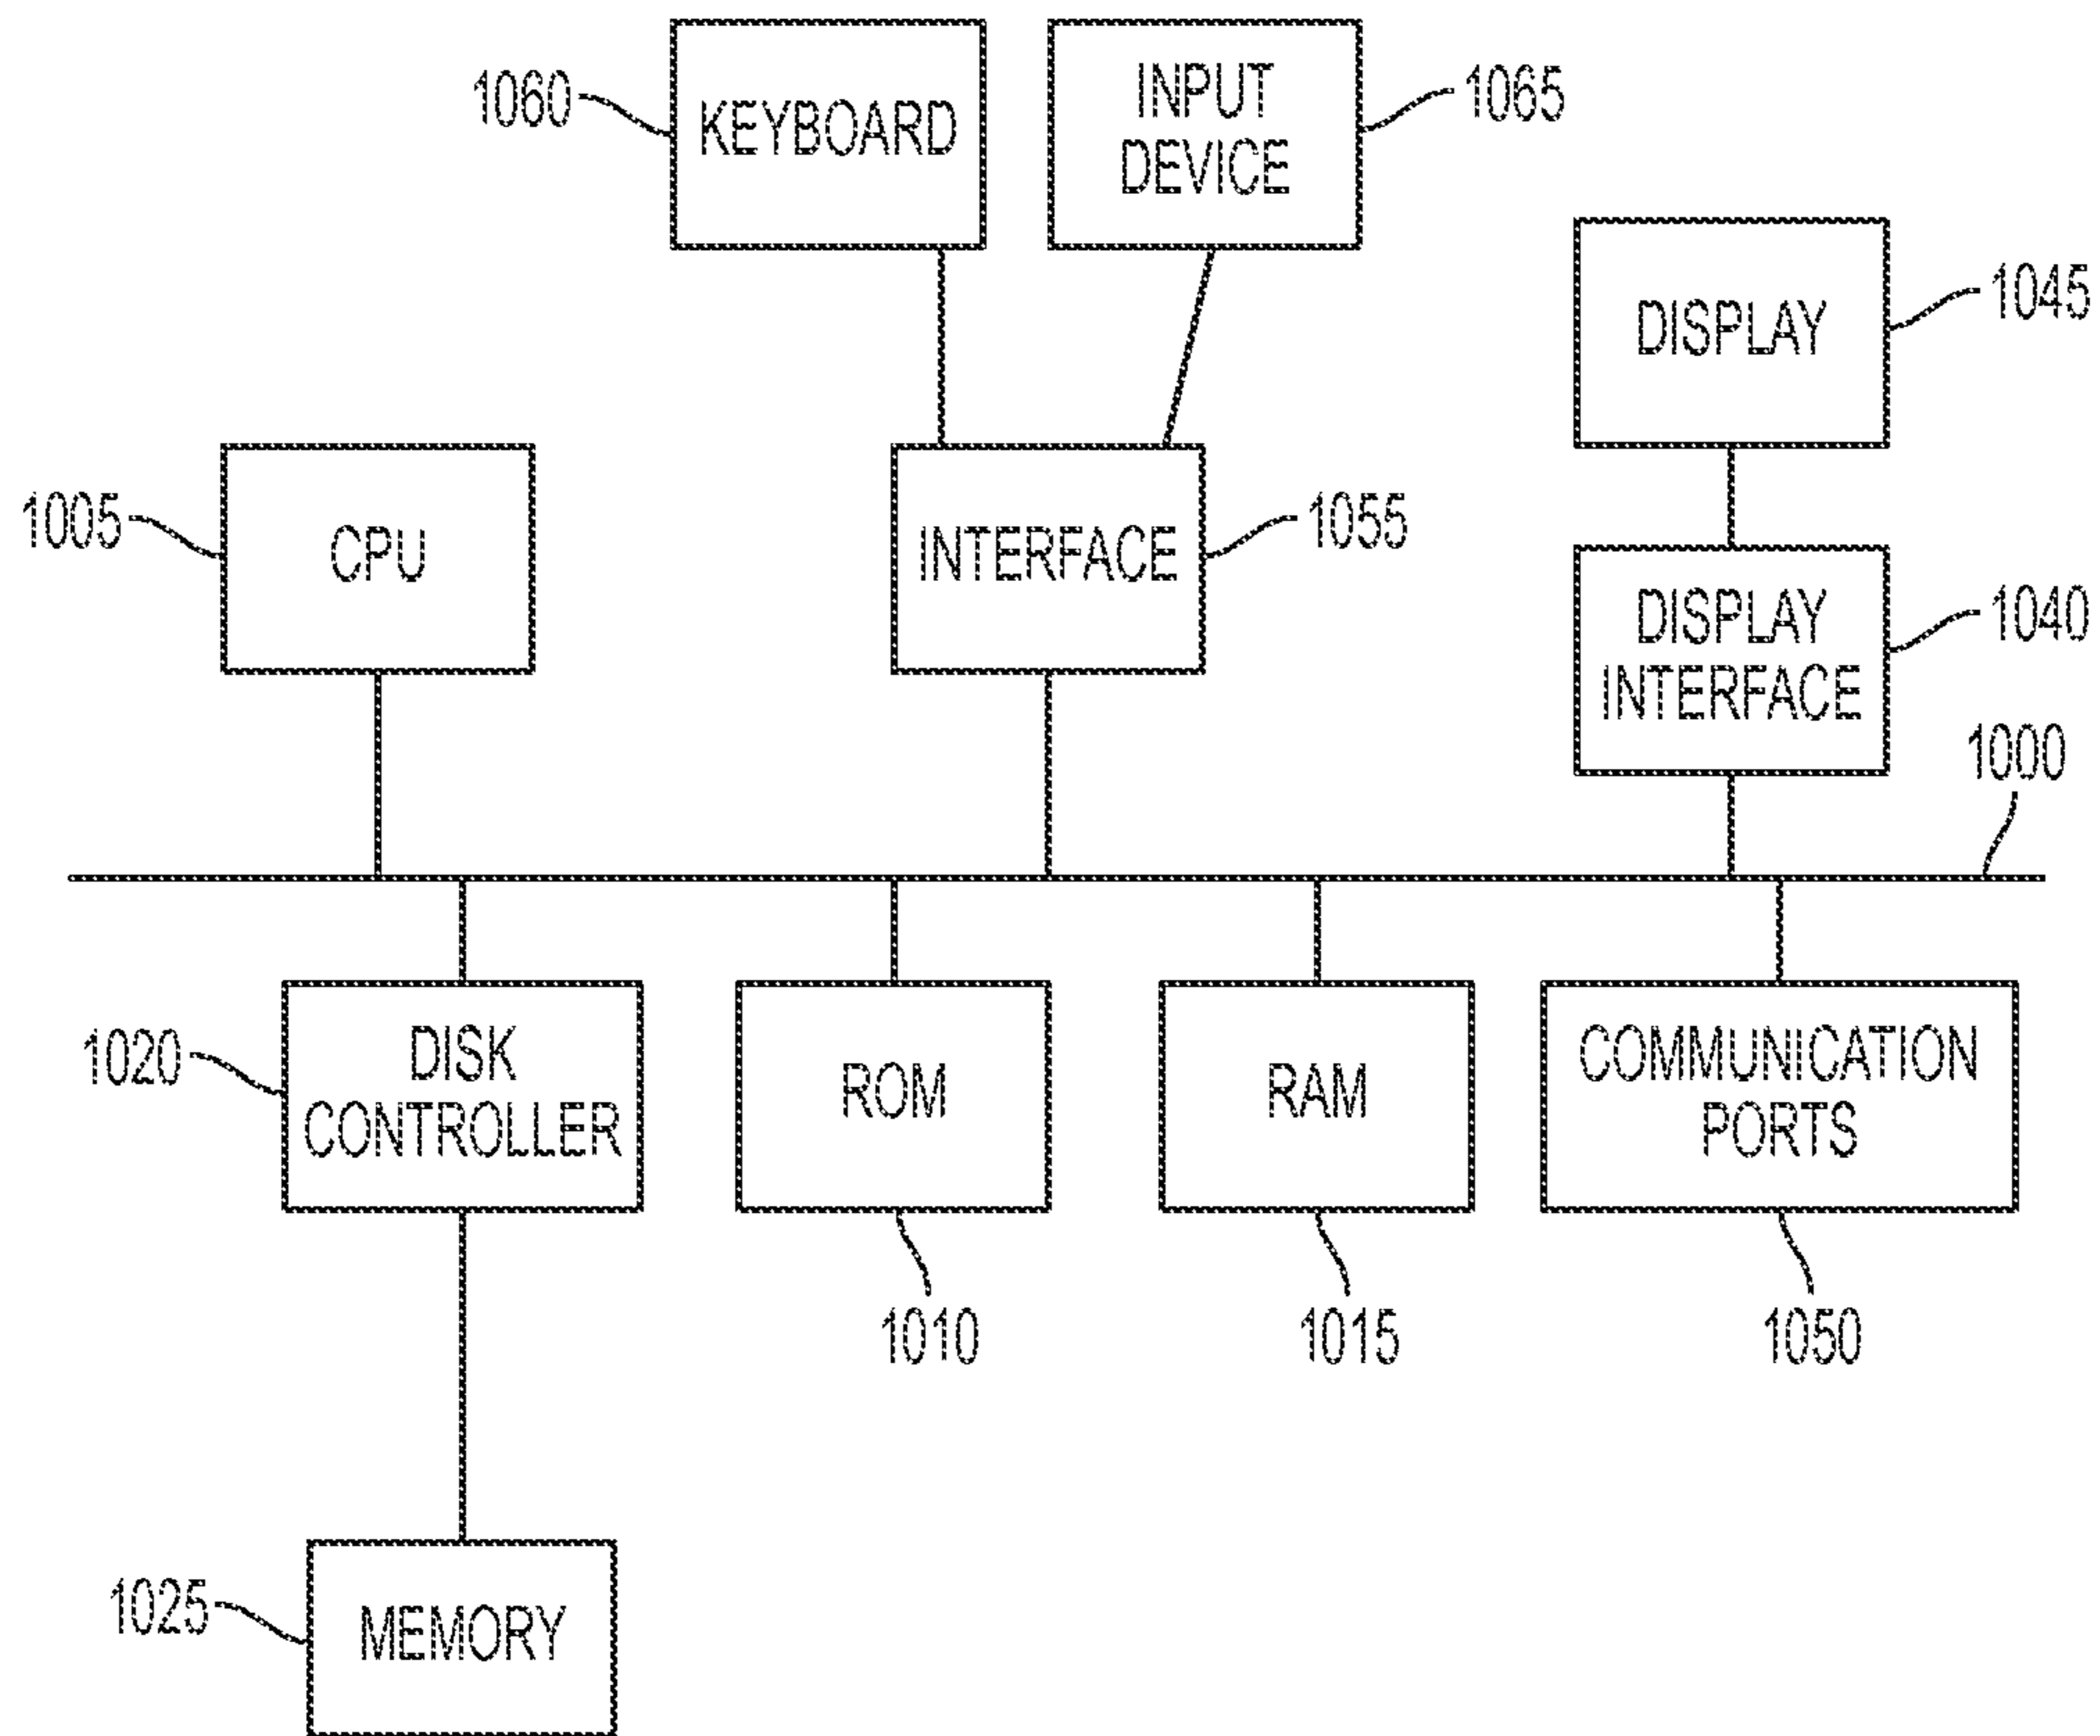 1060
KEYBOARD
INPUT
DEVICE
1065
DISPLAY
1045
1005
CPU
INTERFACE
1055
DISPLAY
INTERFACE
1040
1000
1020
DISK
CONTROLLER
ROM
RAM
COMMUNICATION
PORTS
1010
1015
1050
1025
MEMORY